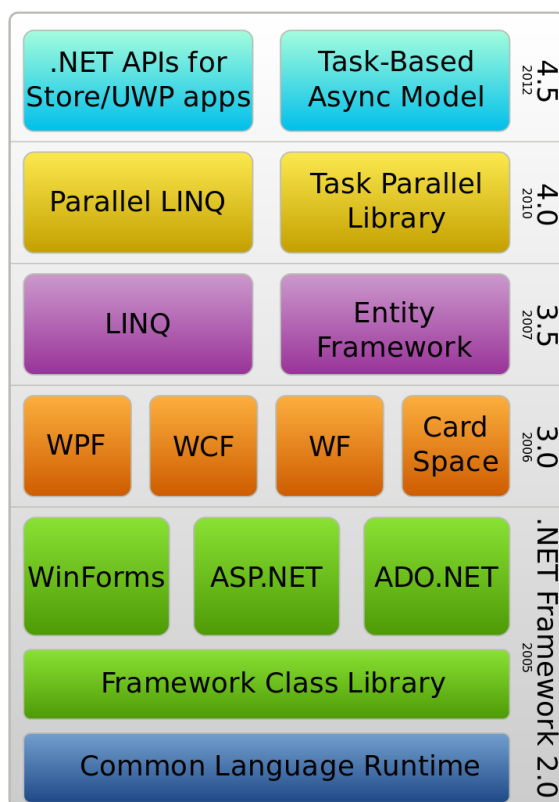 .NET APIs for
Store/UWP apps
Task-Based
Async Model
4.5
2012
Parallel LINQ
Task Parallel
Library
4.0
2010
LINQ
Entity
Framework
3.5
2007
WPF
WCF
WF
Card
Space
3.0
2006
WinForms
ASP.NET
ADO.NET
Framework Class Library
Common Language Runtime
.NET Framework 2.0
2005